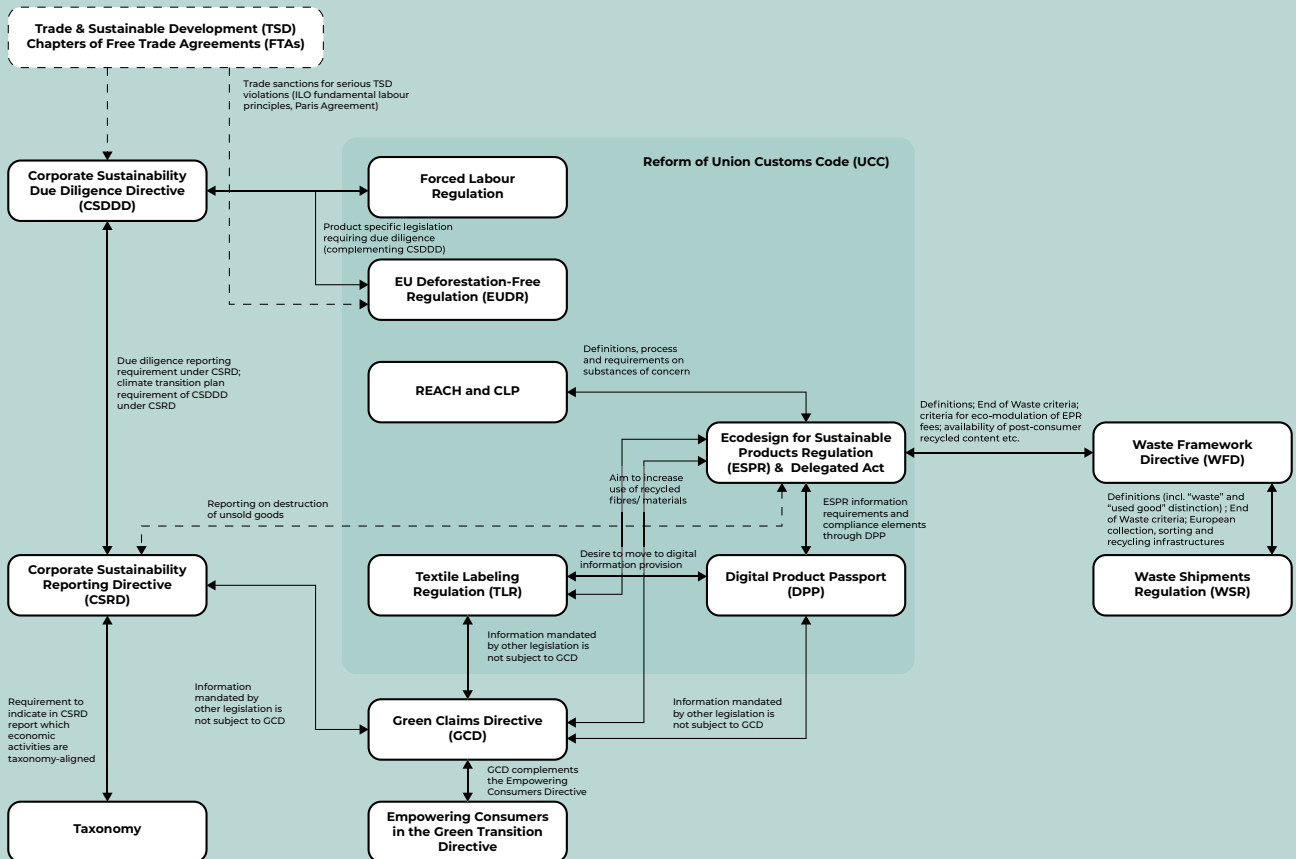 Trade & Sustainable Development (TSD)
Chapters of Free Trade Agreements (FTAs)
Trade sanctions for serious TSD
violations (ILO fundamental labour
principles, Paris Agreement)
Reform of Union Customs Code (UCC)
Corporate Sustainability
Due Diligence Directive
(CSDDD)
Forced Labour
Regulation
Product specific legislation
requiring due diligence
(complementing CSDDD)
EU Deforestation-Free
Regulation (EUDR)
Due diligence reporting
requirement under CSRD;
climate transition plan
requirement of CSDDD
under CSRD
Definitions, process
and requirements on
substances of concern
REACH and CLP
Definitions; End of Waste criteria;
criteria for eco-modulation of EPR
fees; availability of post-consumer
recycled content etc.
Ecodesign for Sustainable
Products Regulation
(ESPR) &  Delegated Act
Waste Framework
Directive (WFD)
Aim to increase
use of recycled
fibres/ materials
Reporting on destruction
of unsold goods
ESPR information
requirements and
compliance elements
through DPP
Definitions (incl. “waste” and
“used good” distinction) ; End
of Waste criteria; European
collection, sorting and
recycling infrastructures
Desire to move to digital
information provision
Corporate Sustainability
Reporting Directive
(CSRD)
Textile Labeling
Regulation (TLR)
Digital Product Passport
(DPP)
Waste Shipments
Regulation (WSR)
Information mandated
by other legislation is
not subject to GCD
Information
mandated by
other legislation is
not subject to GCD
Information mandated
by other legislation is
not subject to GCD
Requirement to
indicate in CSRD
report which
economic
activities are
taxonomy-aligned
Green Claims Directive
(GCD)
GCD complements
the Empowering
Consumers Directive
Taxonomy
Empowering Consumers
in the Green Transition
Directive